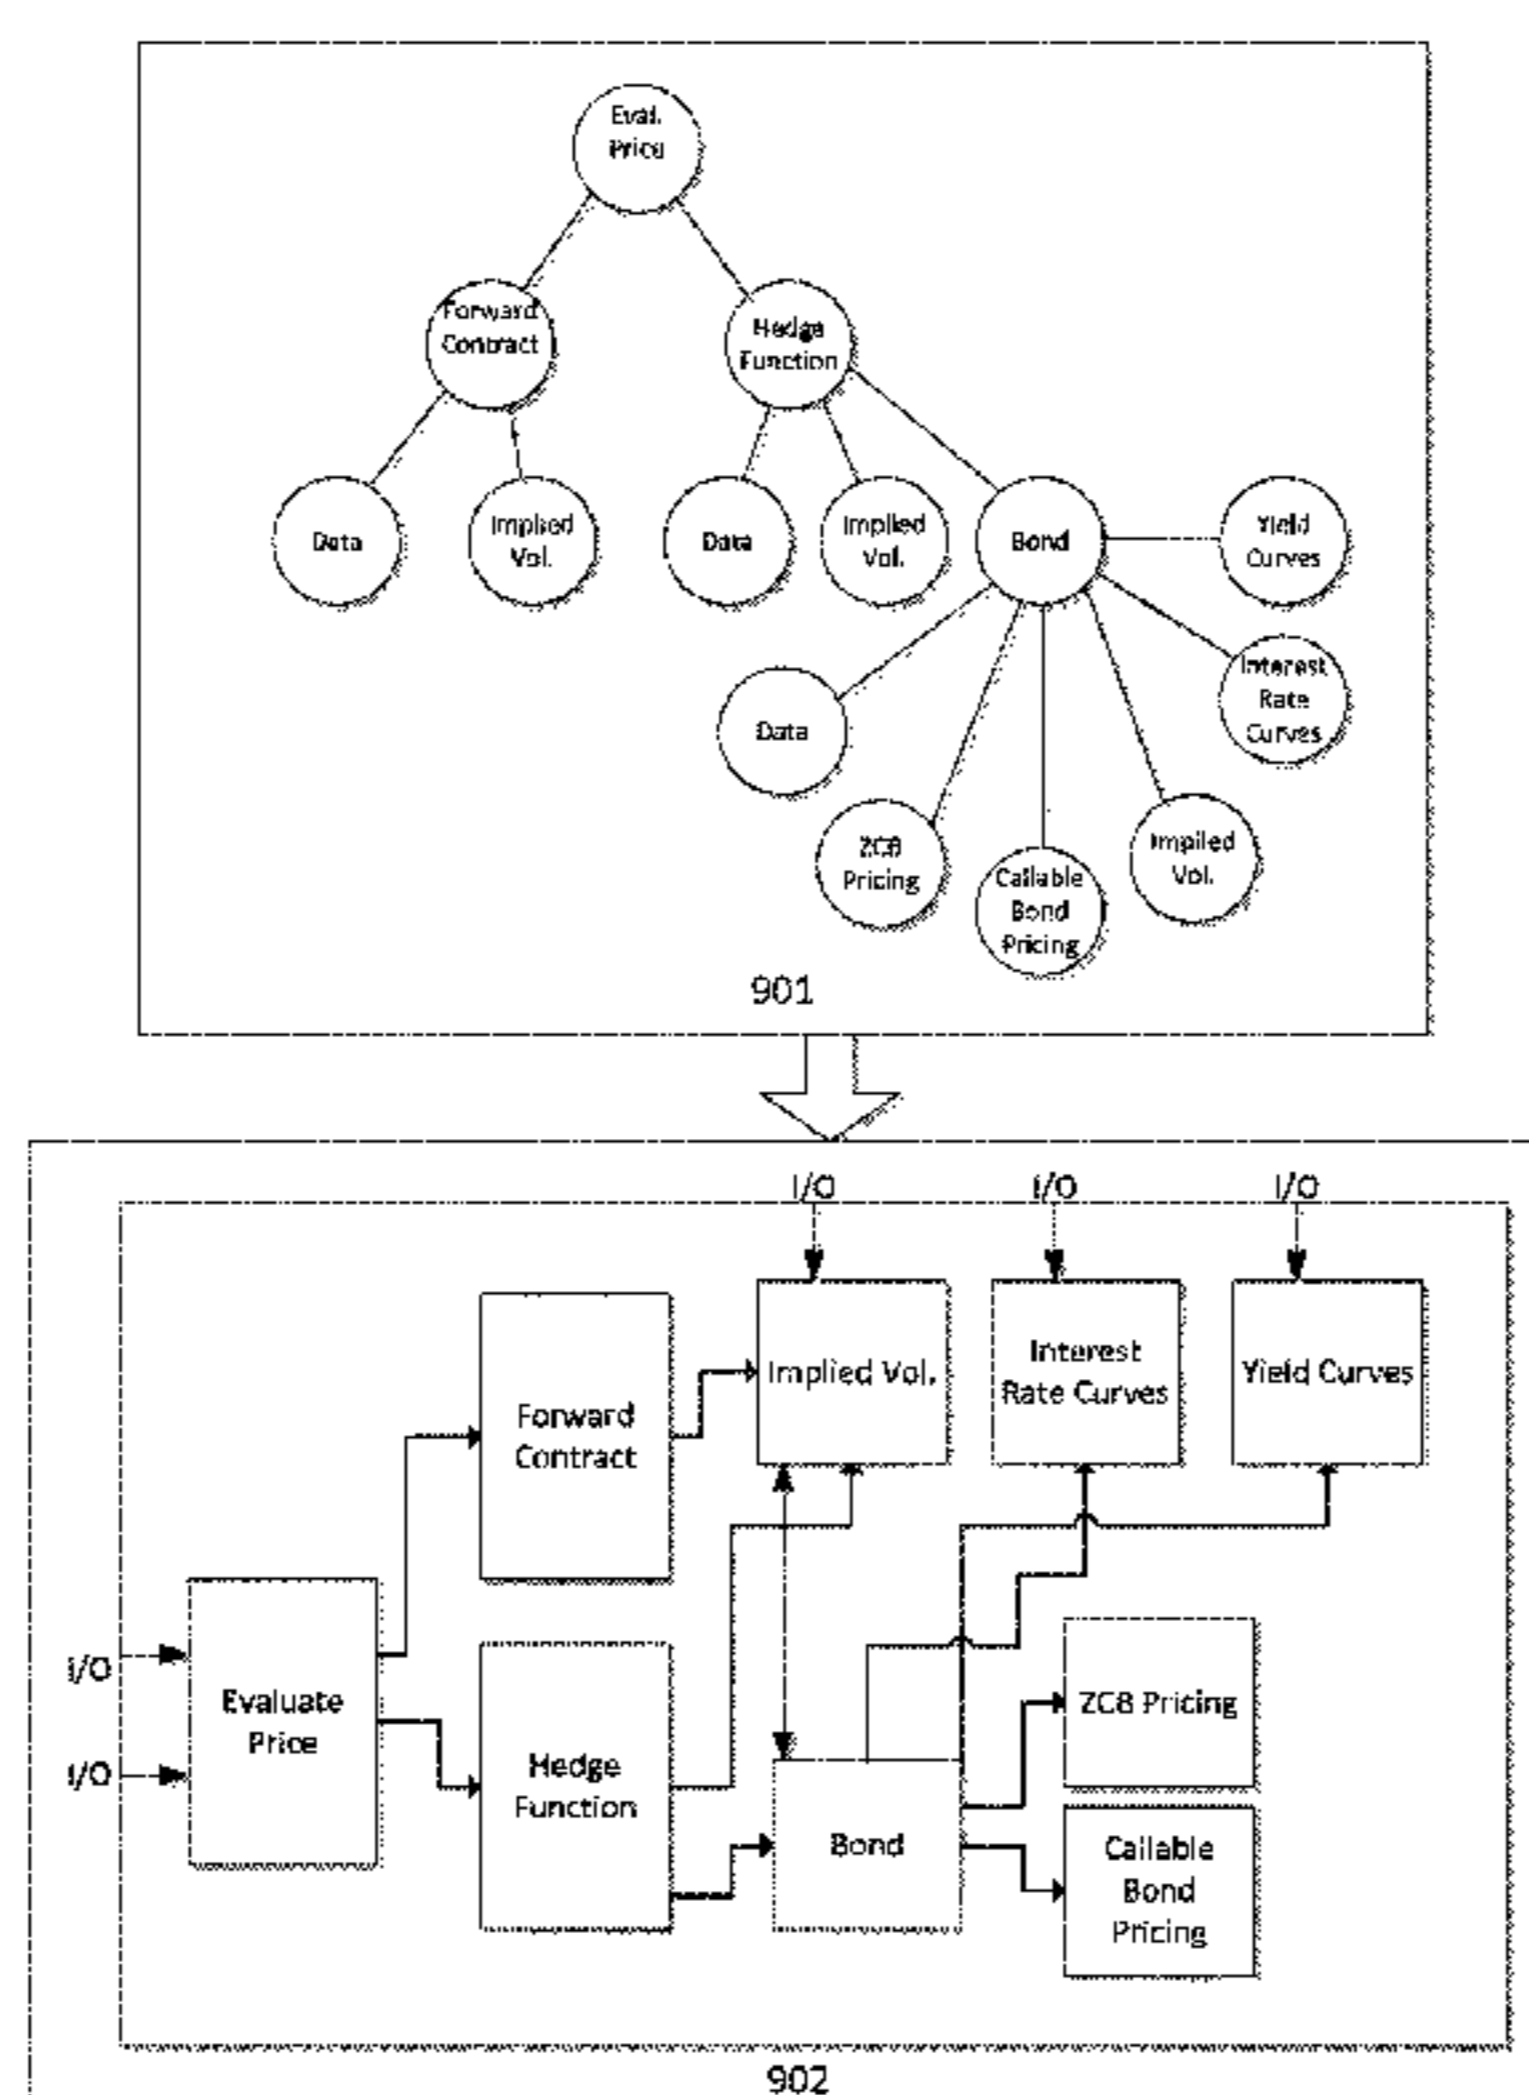 Eval.
Price
Forward
Contract
Hedge
Function
Data
Implied
Vol.
Data
Implied
Vol.
Bond
Yield
Curves
Interest
Rate
Curves
Data
ZCB
Pricing
Callable
Bond
Pricing
Implied
Vol.
901
I/O
I/O
I/O
Implied Vol.
Interest
Rate Curves
Yield Curves
Forward
Contract
I/O
I/O
Evaluate
Price
Hedge
Function
Bond
ZCB Pricing
Callable
Bond
Pricing
902